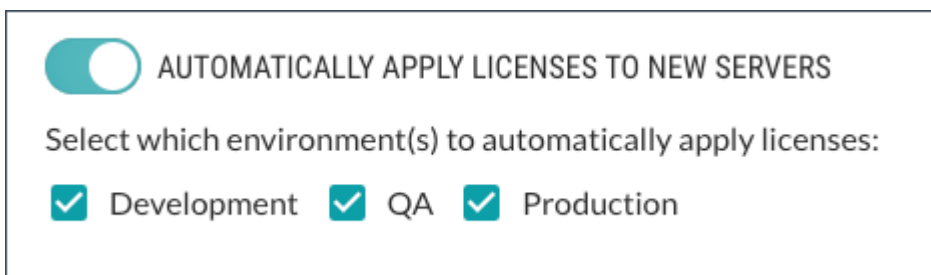 AUTOMATICALLY APPLY LICENSES TO NEW SERVERS
Select which environment(s) to automatically apply licenses:
Development QA Production